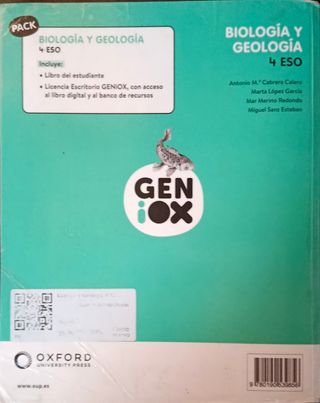 PACK
BIOLOGÍA Y GEOLOGÍA
4 ESO
Incluye:
• Libro del estudiante
• Licencia Escritorio GENIOX, con acceso
al libro digital y al banco de recursos
BIOLOGÍA Y
GEOLOGÍA
4 ESO
Antonio M.ª Cabrera Calero
Marta López García
Mar Merino Redondo
Miguel Sanz Esteban
GEN
iOX
OXFORD
UNIVERSITY PRESS
www.oup.es